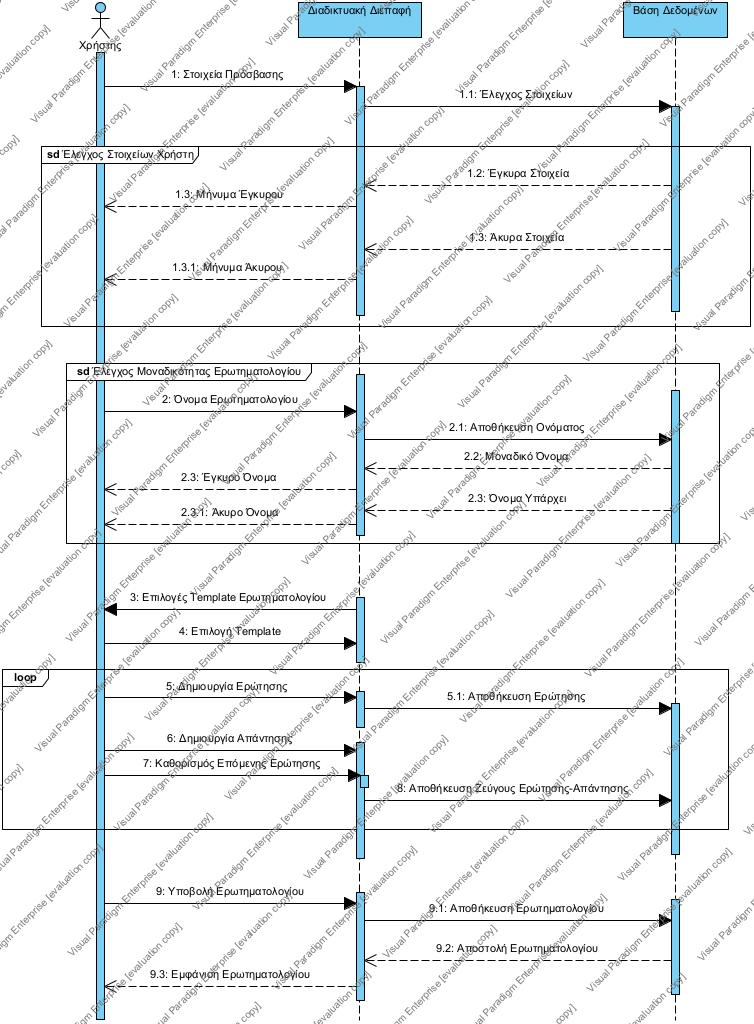 Διαδικτυακή Διεπαφή
Βάση Δεδομένων
Χρήστης
1: Στοιχεία Πρόσβασης
1.1: Έλεγχος Στοιχείων
sd Έλεγχος Στοιχείων Χρήστη
1.2: Έγκυρα Στοιχεία
1.3: Μήνυμα Έγκυρου
1.3: Άκυρα Στοιχεία
1.3.1: Μήνυμα Άκυρου
sd Έλεγχος Μοναδικότητας Ερωτηματολογίου
2: Όνομα Ερωτηματολογίου
2.1: Αποθήκευση Ονόματος
2.2: Μοναδικό Όνομα
2.3: Έγκυρο Όνομα
2.3: Όνομα Υπάρχει
2.3.1: Άκυρο Όνομα
3: Επιλογές Template Ερωτηματολογίου
4: Επιλογή Template
loop
5: Δημιουργία Ερώτησης
5.1: Αποθήκευση Ερώτησης
6: Δημιουργία Απάντησης
7: Καθορισμός Επόμενης Ερώτησης
8: Αποθήκευση Ζεύγους Ερώτησης-Απάντησης
9: Υποβολή Ερωτηματολογίου
9.1: Αποθήκευση Ερωτηματολογίου
9.2: Αποστολή Ερωτηματολογίου
9.3: Εμφάνιση Ερωτηματολογίου
Visual Paradigm Enterprise [evaluation copy]